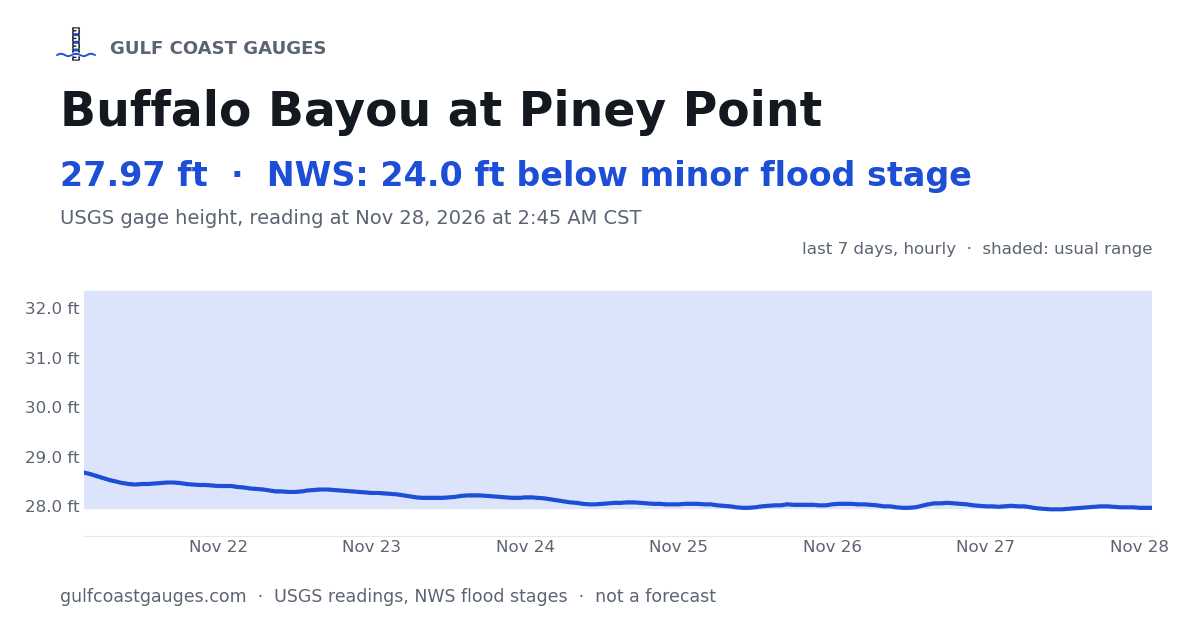 GULF COAST GAUGES
Buffalo Bayou at Piney Point
27.97 ft · NWS: 24.0 ft below minor flood stage
USGS gage height, reading at Nov 28, 2026 at 2:45 AM CST
last 7 days, hourly · shaded: usual range
32.0 ft
31.0 ft
30.0 ft
29.0 ft
28.0 ft
Nov 22 Nov 23 Nov 24 Nov 25 Nov 26 Nov 27 Nov 28
gulfcoastgauges.com · USGS readings, NWS flood stages · not a forecast